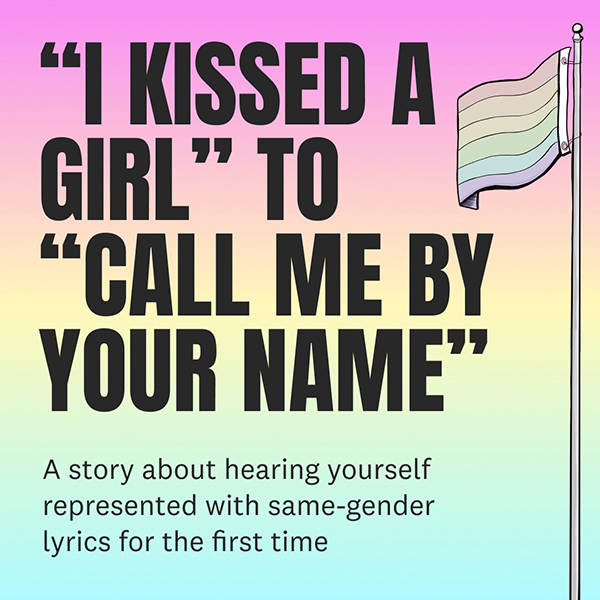 “I KISSED A
GIRL” TO
“CALL ME BY
YOUR NAME”
A story about hearing yourself
represented with same-gender
lyrics for the first time